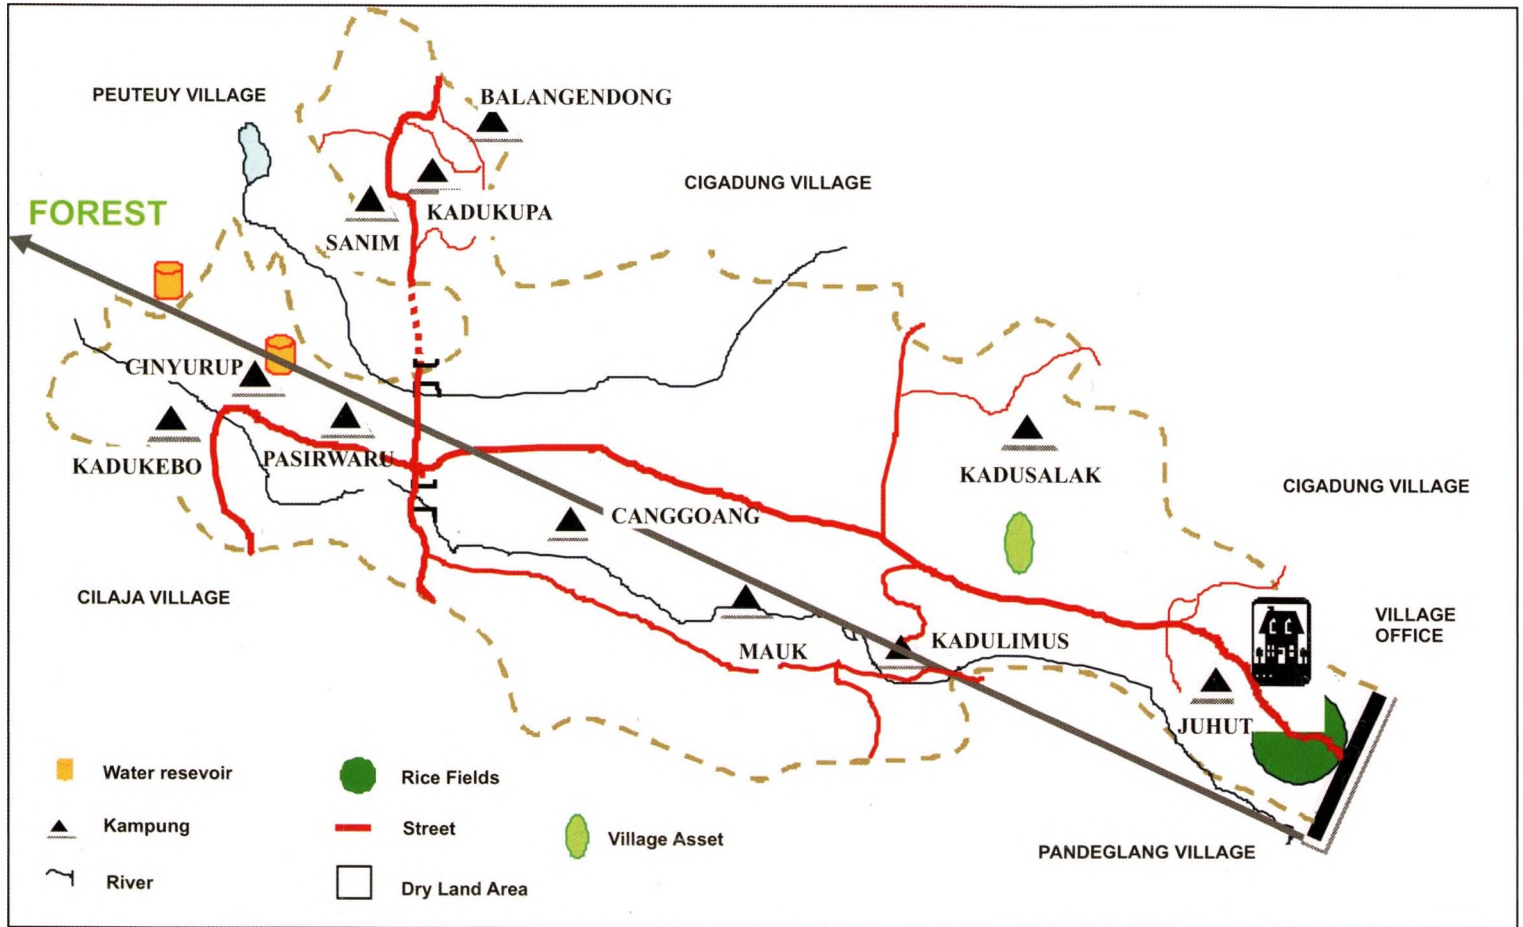 PEUTEUY VILLAGE
BALANGENDONG
CIGADUNG VILLAGE
FOREST
KADUKUPA
SANIM
CINYURUP
KADUKEBO
PASIRWARU
KADUSALAK
CIGADUNG VILLAGE
CANGGOANG
CILAJA VILLAGE
VILLAGE
OFFICE
MAUK
KADULIMUS
JUHUT
Water resevoir
Rice Fields
Kampung
Street
Village Asset
River
Dry Land Area
PANDEGLANG VILLAGE